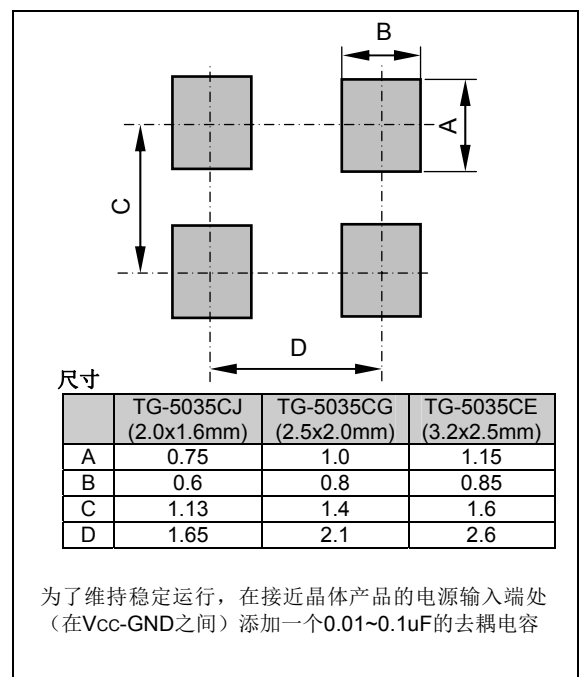 B
A
C
D
尺寸
TG-5035CJ TG-5035CG TG-5035CE
(2.0x1.6mm) (2.5x2.0mm) (3.2x2.5mm)
A 0.75 1.0 1.15
B 0.6 0.8 0.85
C 1.13 1.4 1.6
D 1.65 2.1 2.6
为了维持稳定运行，在接近晶体产品的电源输入端处
（在Vcc-GND之间）添加一个0.01~0.1uF的去耦电容